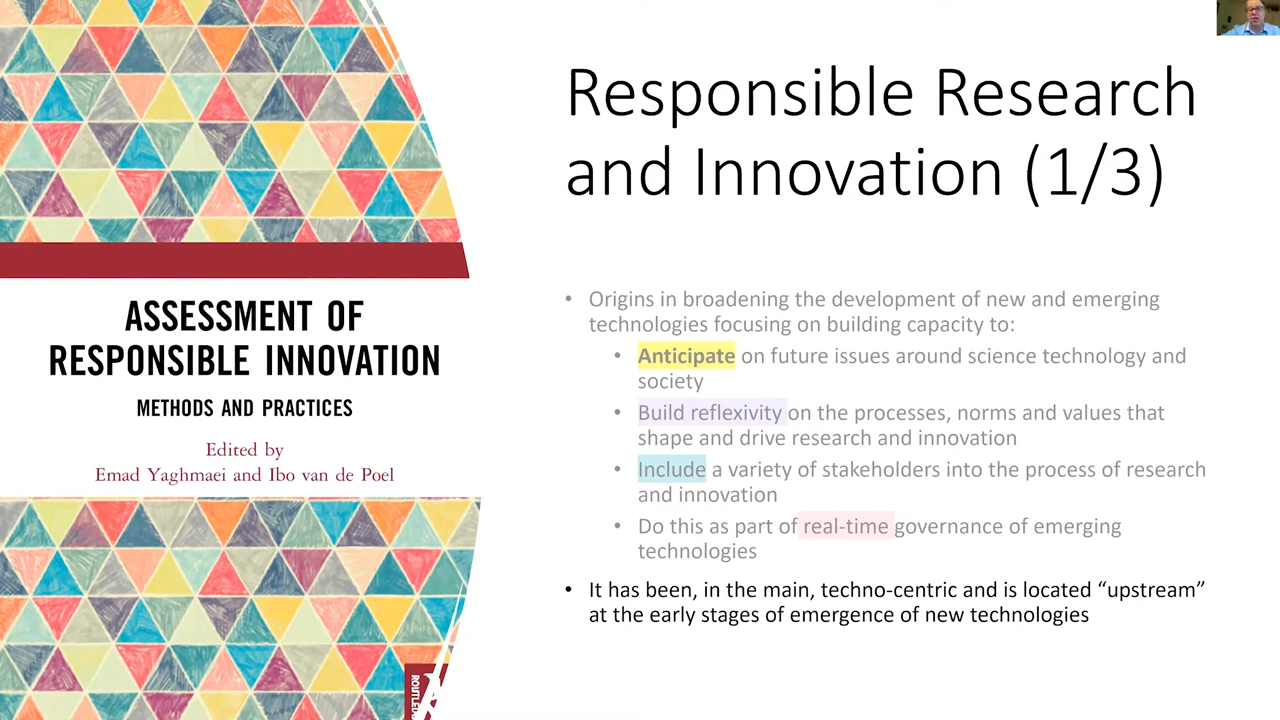 Responsible Research
and Innovation (1/3)
ASSESSMENT OF
RESPONSIBLE INNOVATION
METHODS AND PRACTICES
Edited by
Emad Yaghmaei and Ibo van de Poel
• Origins in broadening the development of new and emerging
technologies focusing on building capacity to:
• Anticipate on future issues around science technology and
society
• Build reflexivity on the processes, norms and values that
shape and drive research and innovation
• Include a variety of stakeholders into the process of research
and innovation
• Do this as part of real-time governance of emerging
technologies
• It has been, in the main, techno-centric and is located “upstream”
at the early stages of emergence of new technologies